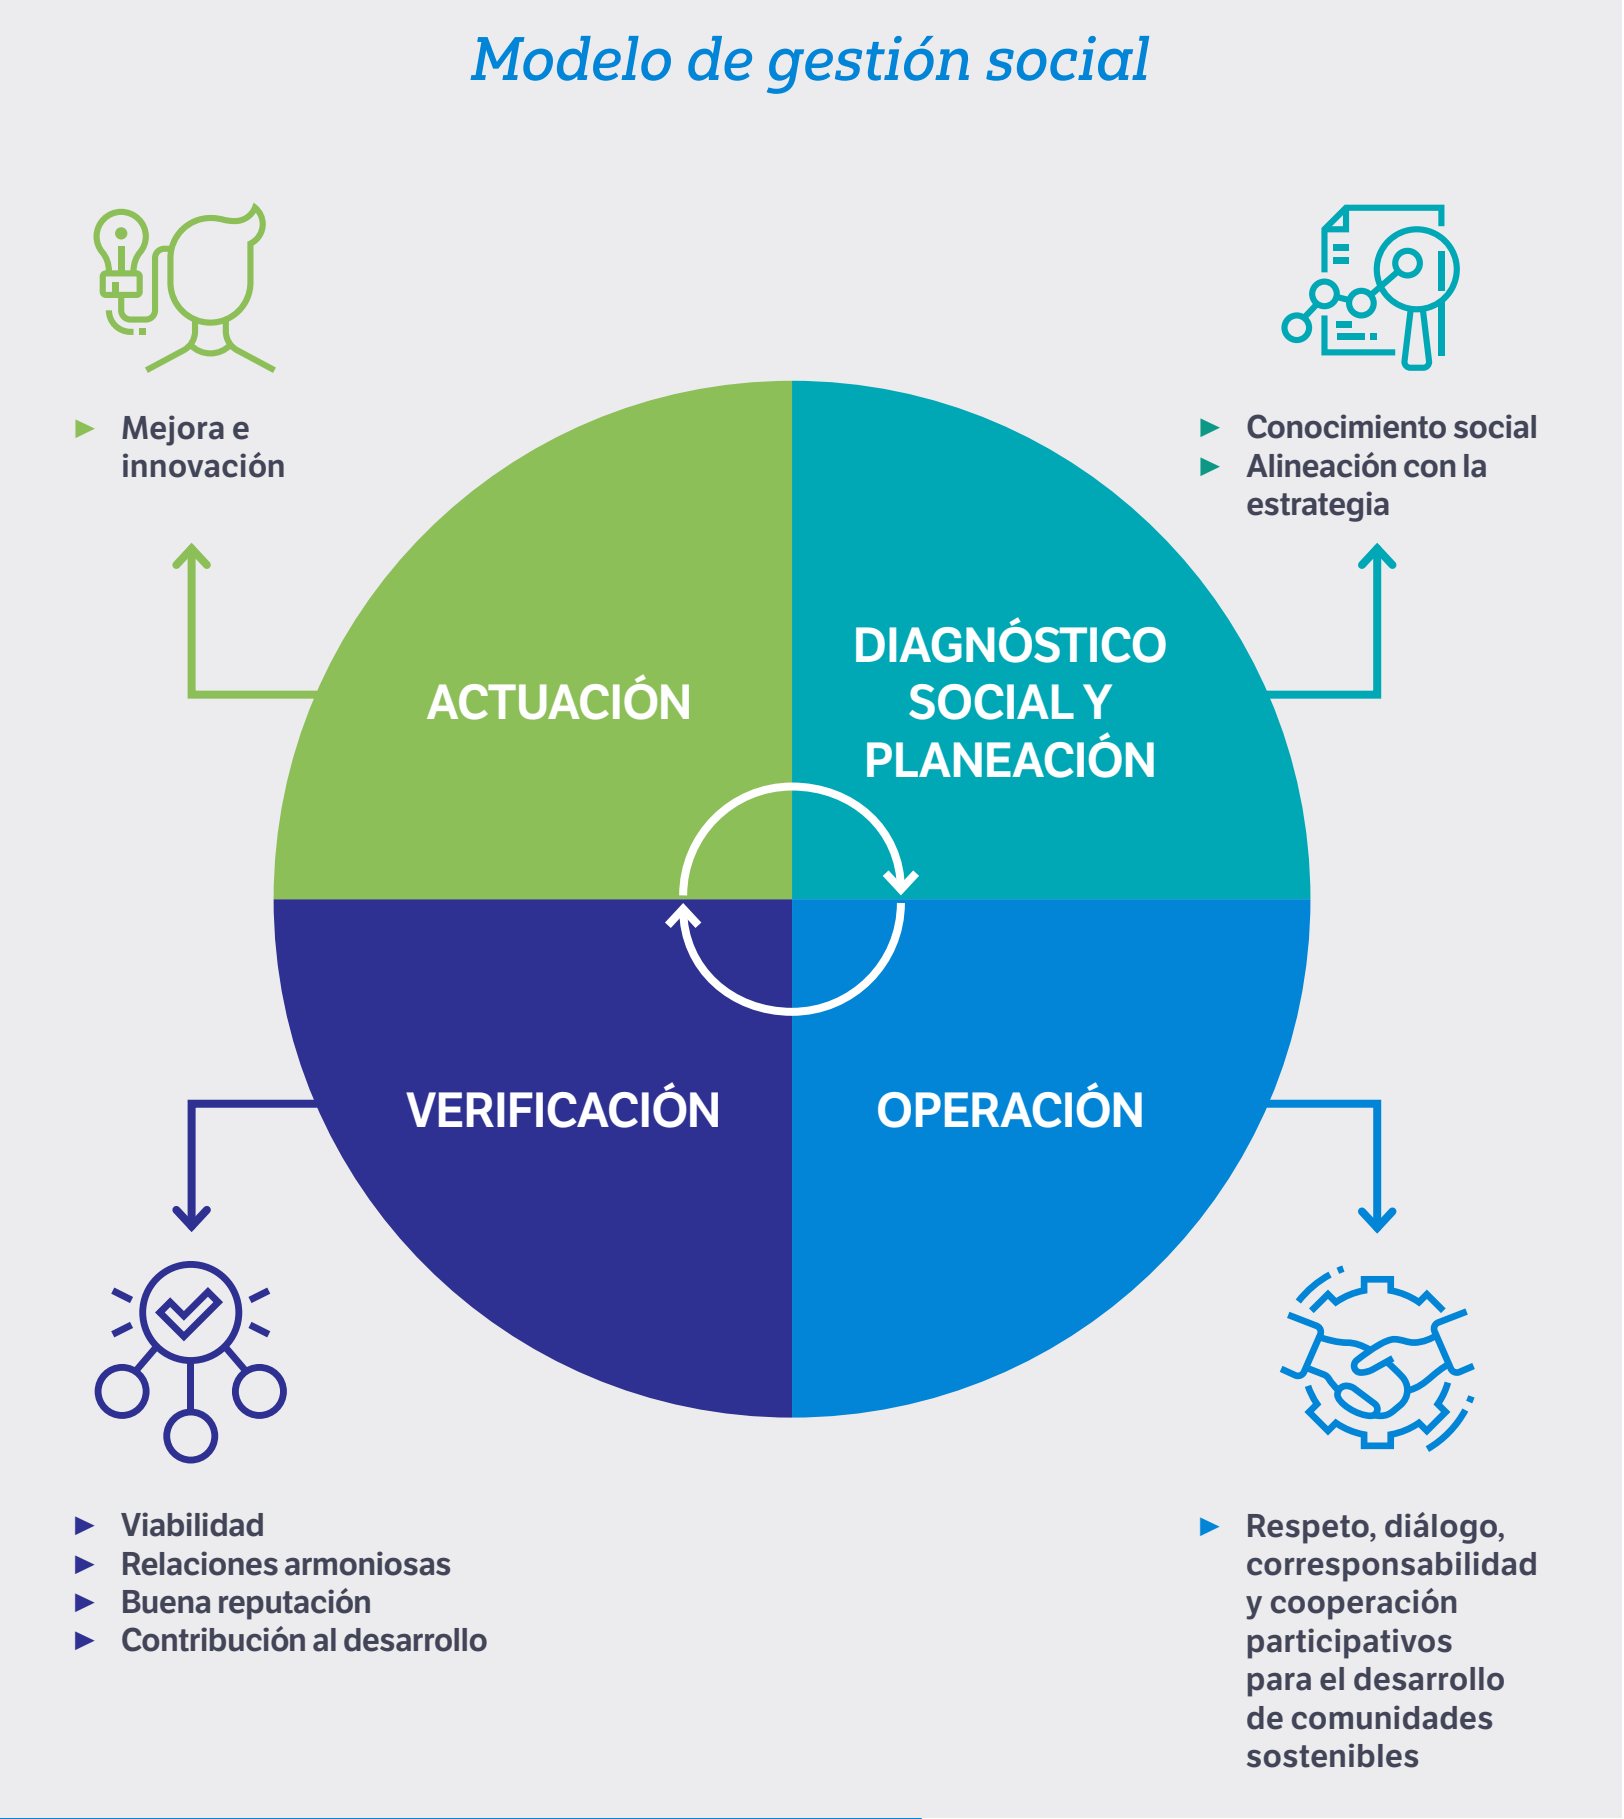 Modelo de gestión social
Mejora e
innovación
Conocimiento social
Alineación con la
estrategia
ACTUACIÓN
DIAGNÓSTICO
SOCIAL Y
PLANEACIÓN
VERIFICACIÓN
OPERACIÓN
Viabilidad
Relaciones armoniosas
Buena reputación
Contribución al desarrollo
Respeto, diálogo,
corresponsabilidad
y cooperación
participativos
para el desarrollo
de comunidades
sostenibles